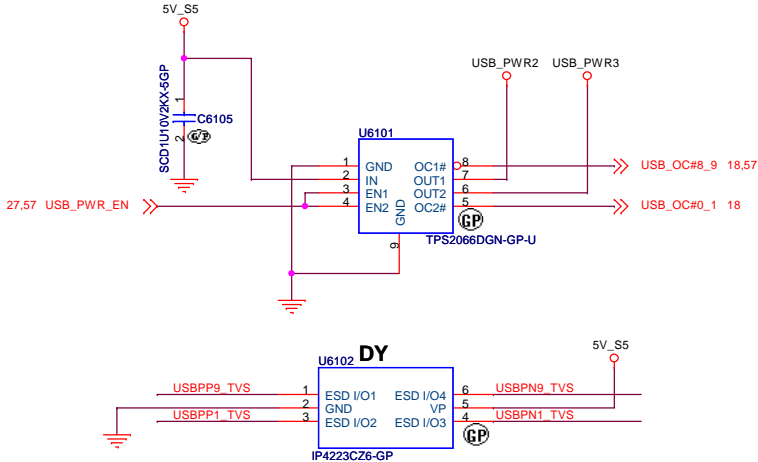 5V_S5
USB_PWR2 USB_PWR3
SCD1U10V2KX-5GP
1
C6105
2
G/P
U6101
1 GND OC1# 8 USB_OC#8_9 18,57
2 IN OUT1 7
3 EN1 OUT2 6
27,57 USB_PWR_EN 4 EN2 OC2# 5 USB_OC#0_1 18
GND
9
GP
TPS2066DGN-GP-U
U6102 DY
5V_S5
USBPP9_TVS 1 ESD I/O1 ESD I/O4 6 USBPN9_TVS
2 GND VP 5
USBPP1_TVS 3 ESD I/O2 ESD I/O3 4 USBPN1_TVS
GP
IP4223CZ6-GP